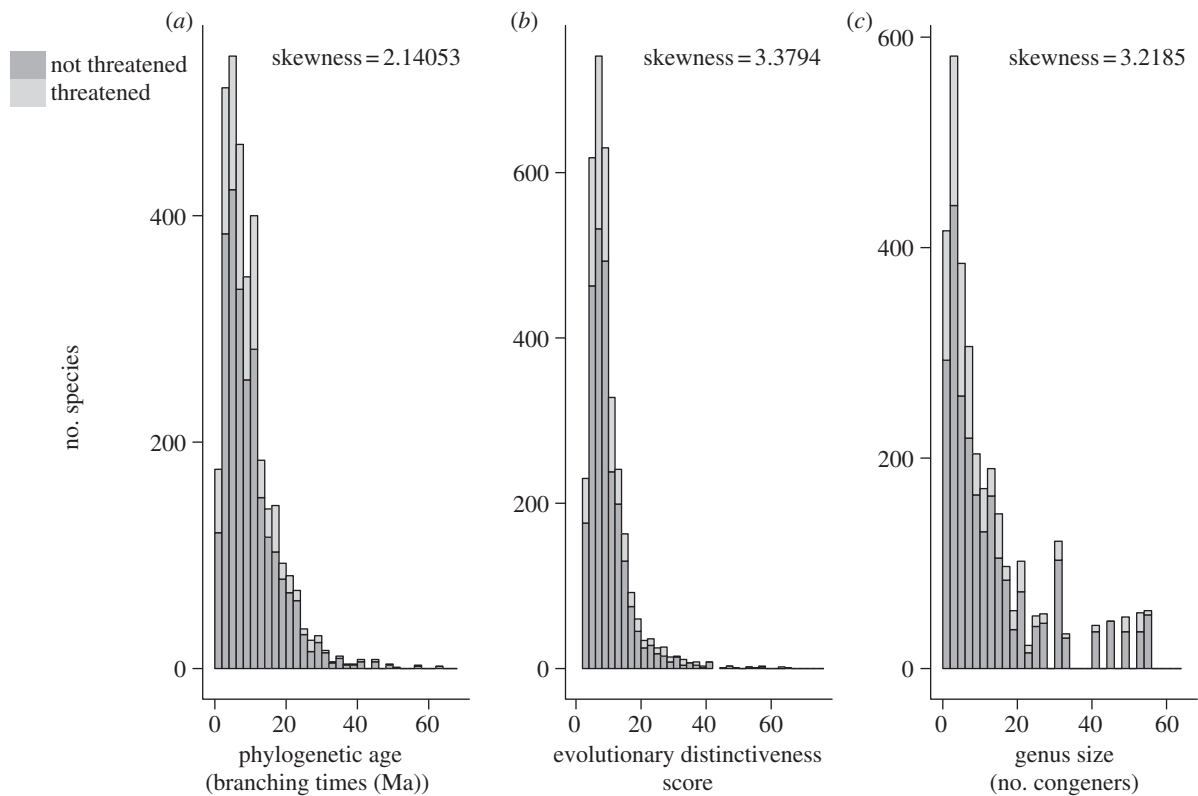 (a)
(b)
(c)
not threatened
threatened
skewness = 2.14053
skewness = 3.3794
skewness = 3.2185
no. species
400
200
0
600
400
200
0
600
400
200
0
0 20 40 60
0 20 40 60
0 20 40 60
phylogenetic age
(branching times (Ma))
evolutionary distinctiveness
score
genus size
(no. congeners)